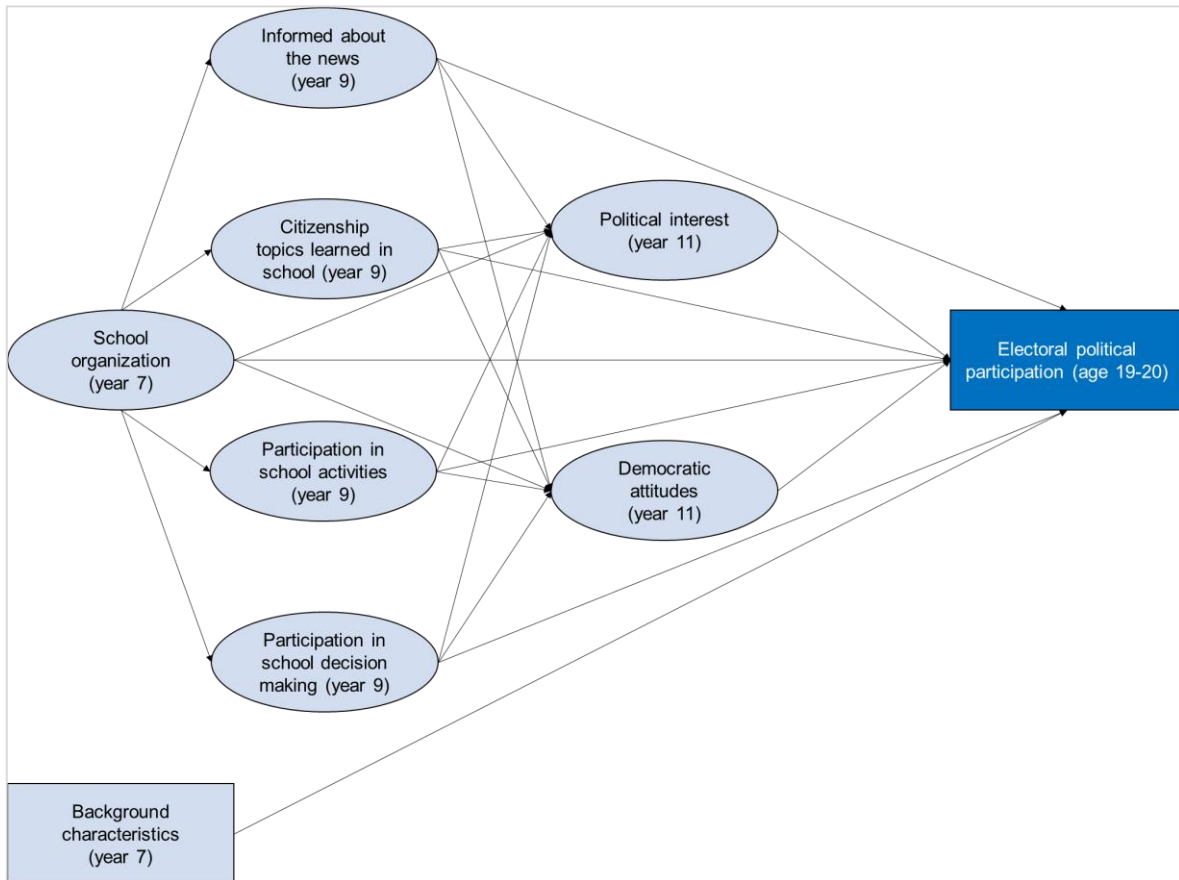 Informed about
the news
(year 9)
Citizenship
topics learned in
school (year 9)
Political interest
(year 11)
School
organization
(year 7)
Electoral political
participation (age 19-20)
Participation in
school activities
(year 9)
Democratic
attitudes
(year 11)
Participation in
school decision
making (year 9)
Background
characteristics
(year 7)